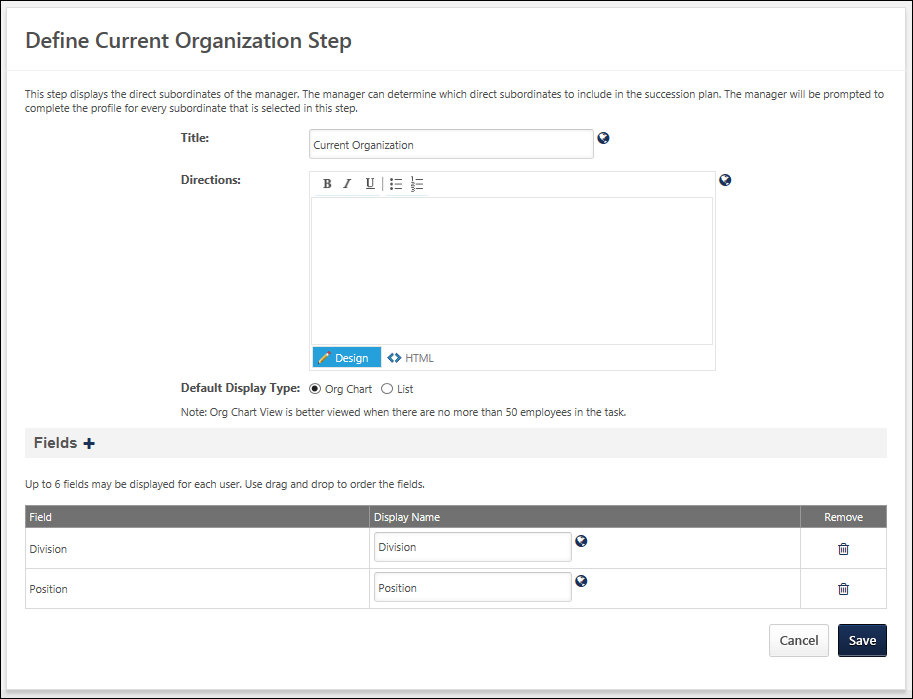 Define Current Organization Step
This step displays the direct subordinates of the manager. The manager can determine which direct subordinates to include in the succession plan. The manager will be prompted to
complete the profile for every subordinate that is selected in this step.
Title:
Current Organization
Directions:
B I U
Design HTML
Default Display Type: Org Chart List
Note: Org Chart View is better viewed when there are no more than 50 employees in the task.
Fields
Up to 6 fields may be displayed for each user. Use drag and drop to order the fields.
Field Display Name Remove
Division Division
Position Position
Cancel Save